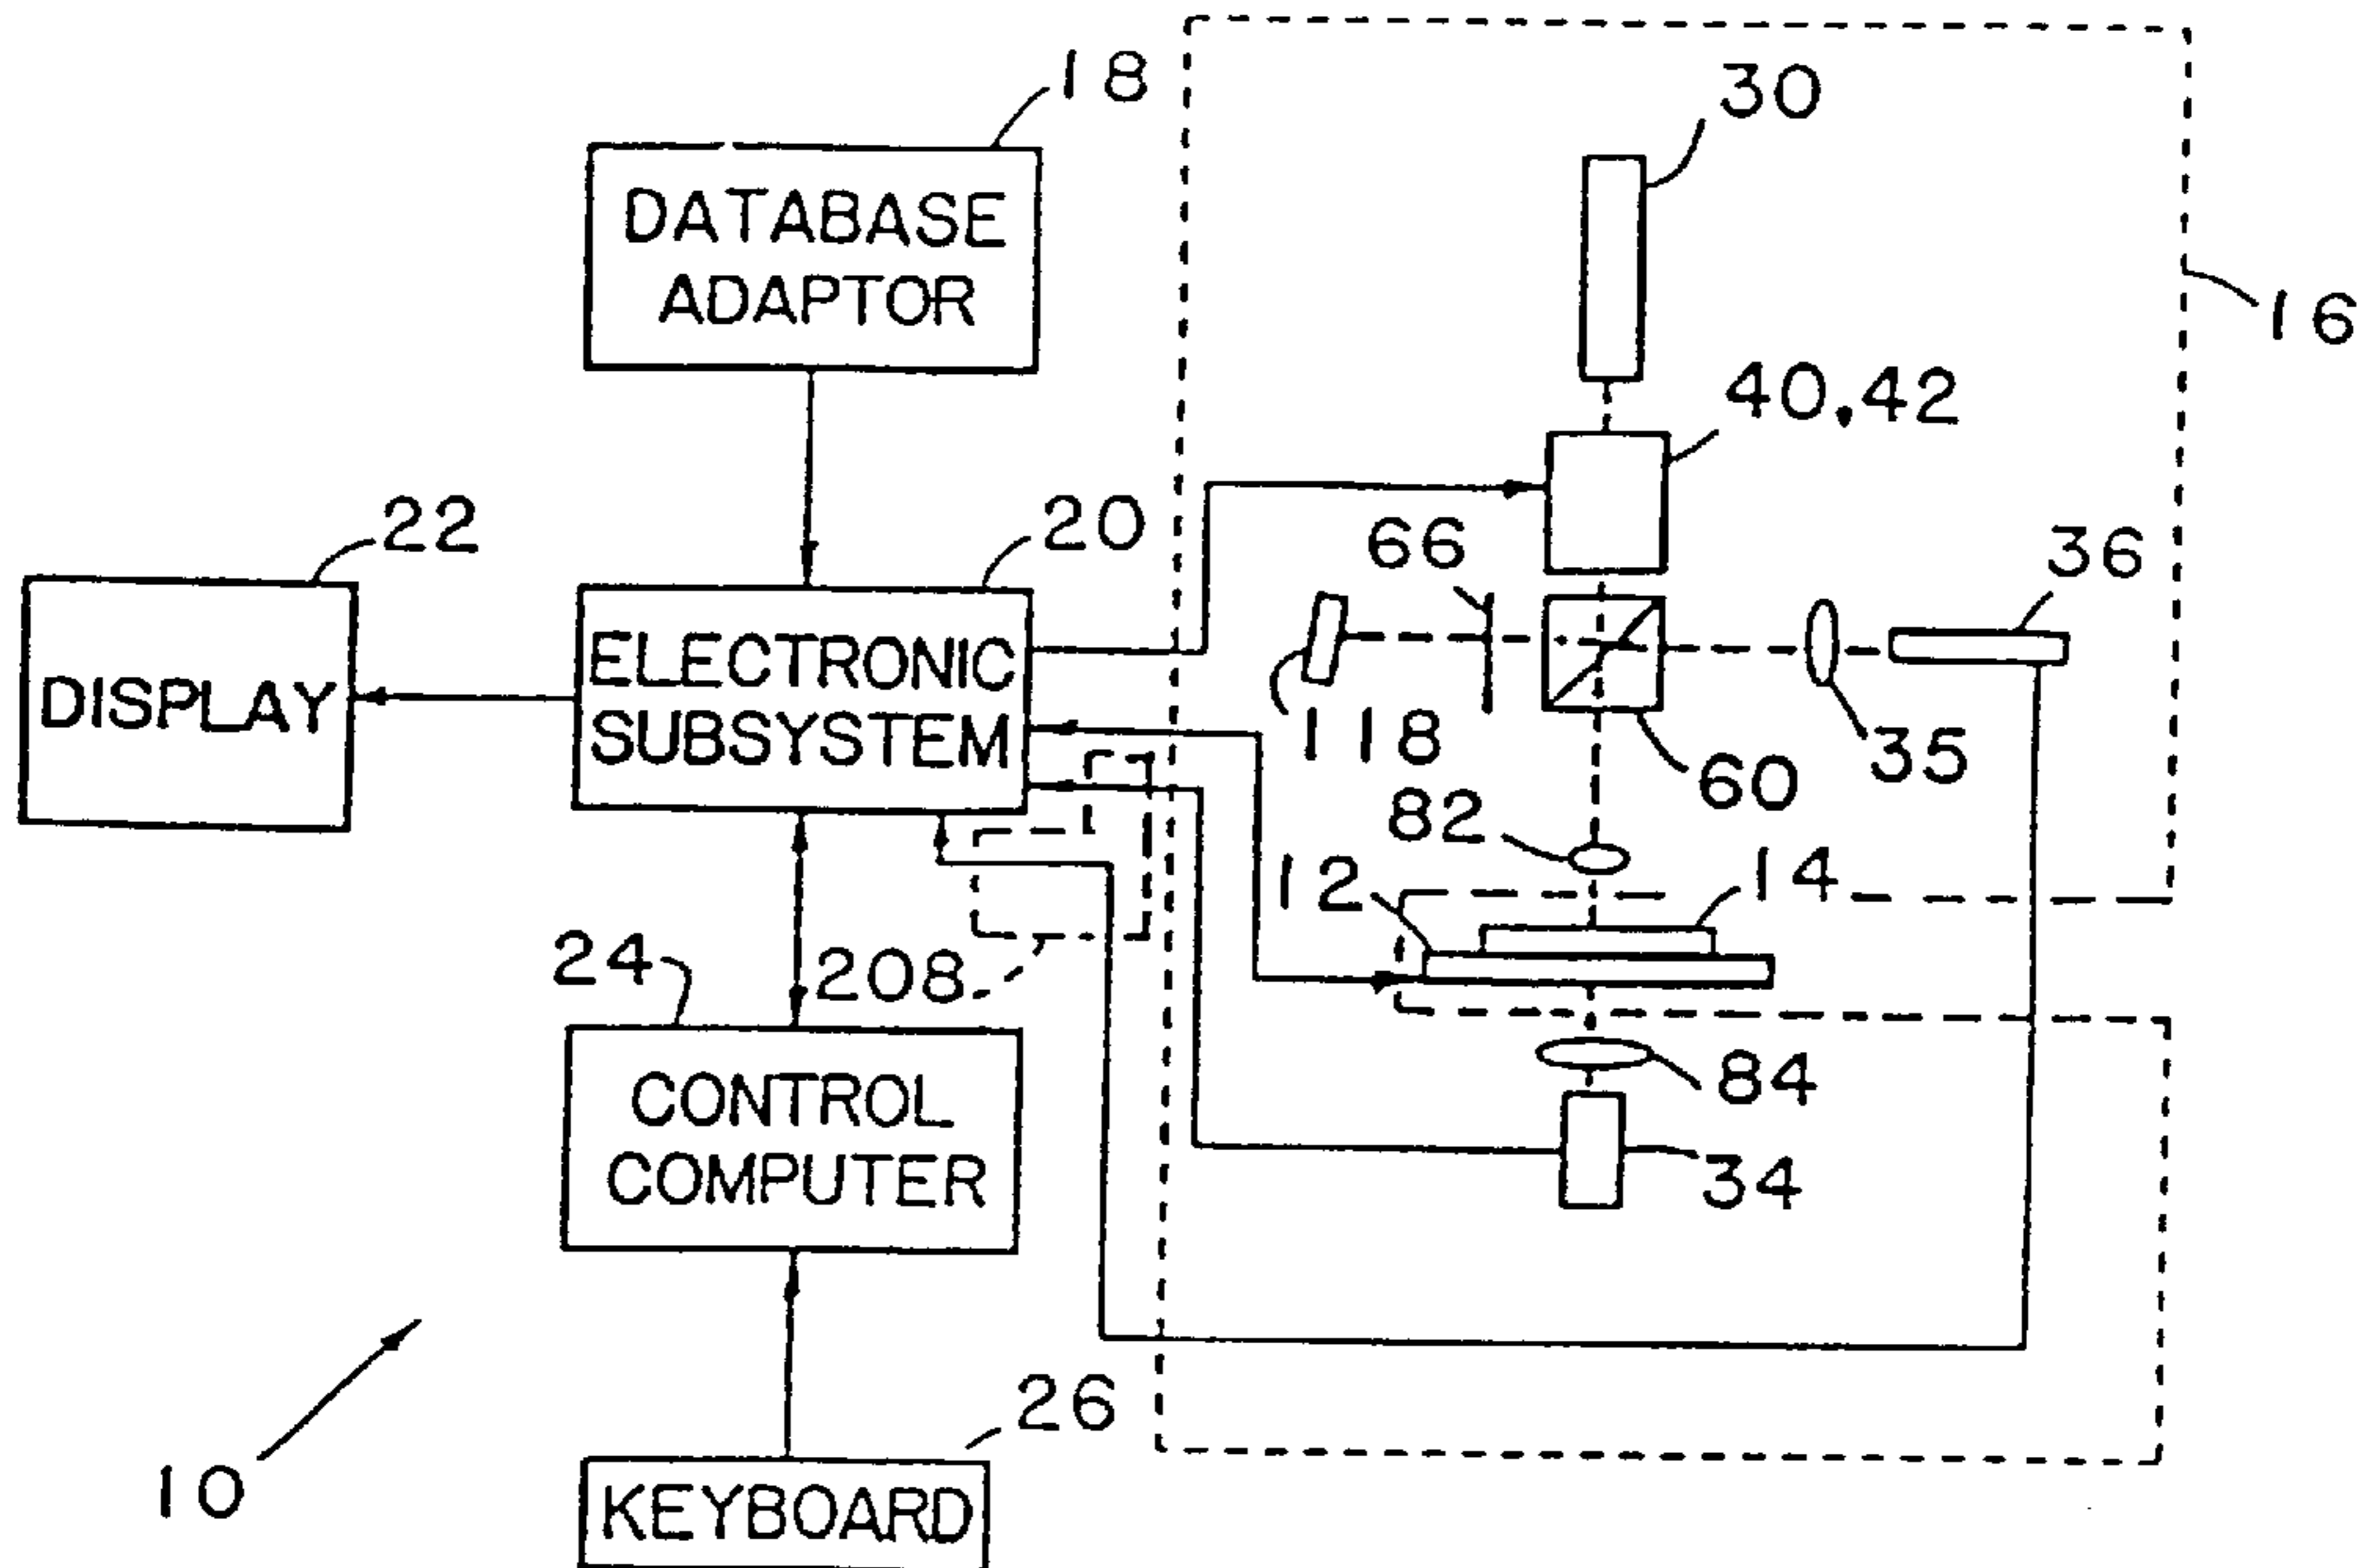 18
30
DATABASE
ADAPTOR
16
40.42
22
20
66
36
DISPLAY
ELECTRONIC
SUBSYSTEM
118
60
35
82
12
14
24
208
CONTROL
COMPUTER
84
34
26
10
KEYBOARD